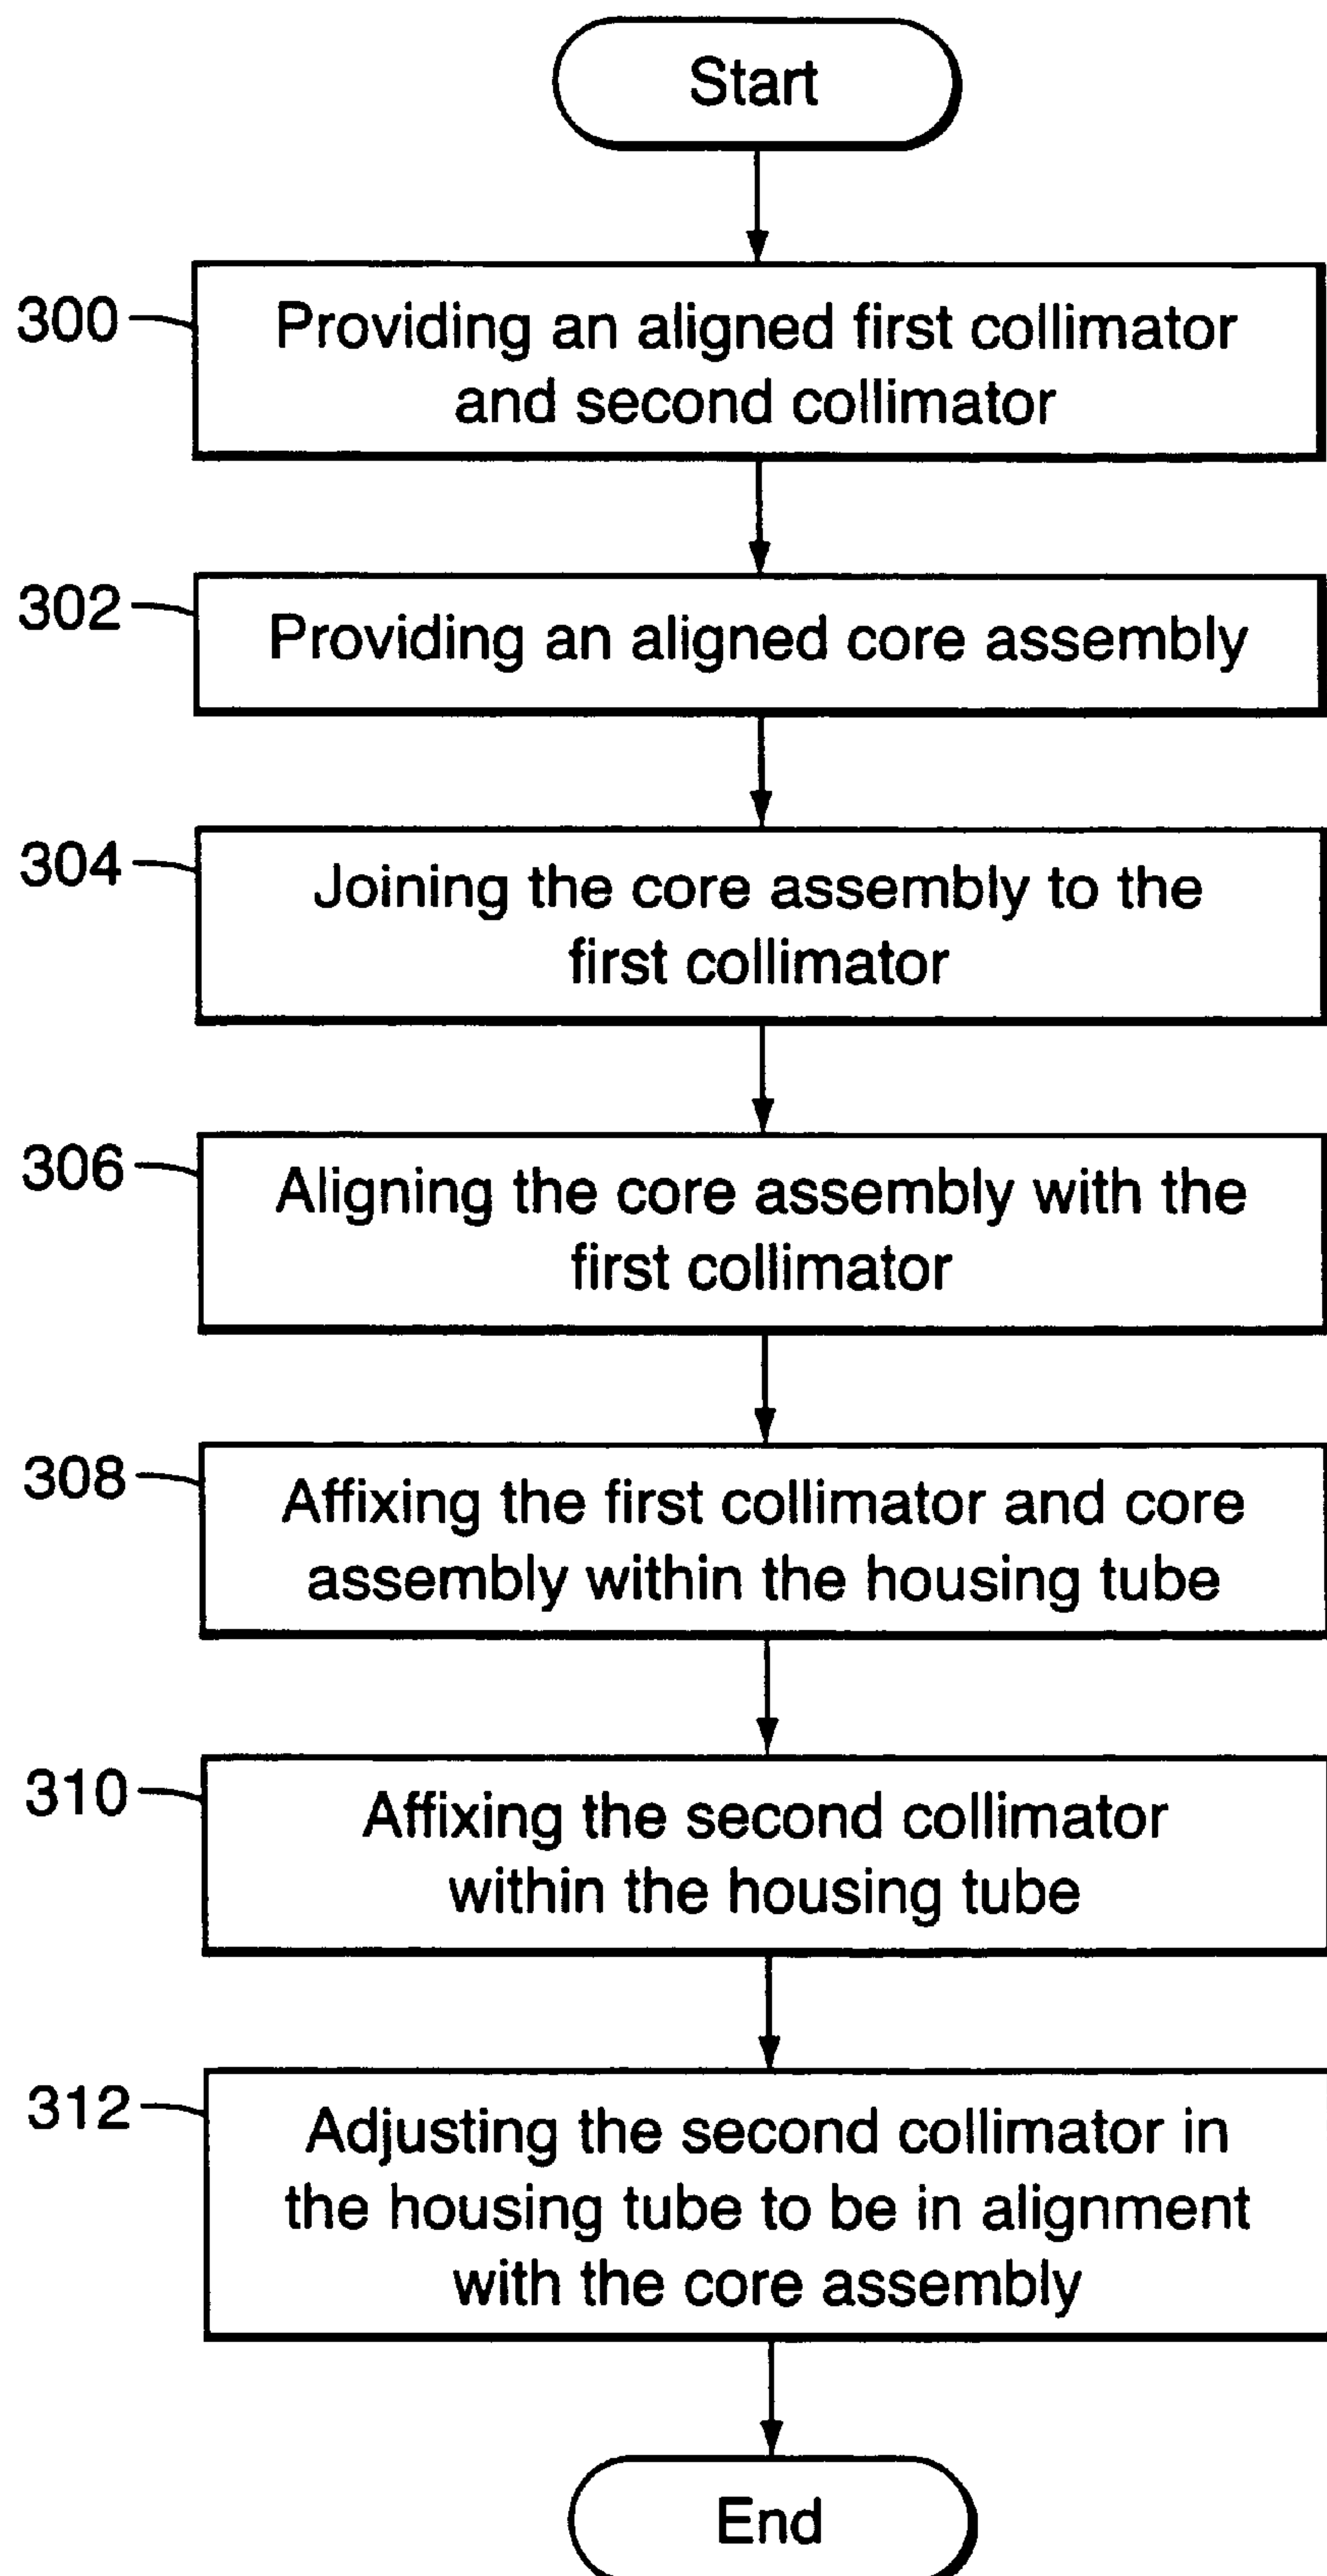 Start
300
Providing an aligned first collimator
and second collimator
302
Providing an aligned core assembly
304
Joining the core assembly to the
first collimator
306
Aligning the core assembly with the
first collimator
308
Affixing the first collimator and core
assembly within the housing tube
310
Affixing the second collimator
within the housing tube
312
Adjusting the second collimator in
the housing tube to be in alignment
with the core assembly
End